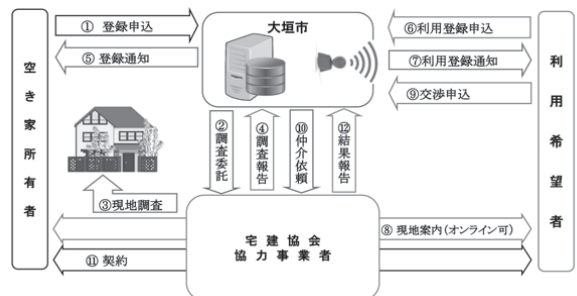 ① 登録申込
⑤ 登録通知
大垣市
⑥利用登録申込
⑦利用登録通知
⑨交渉申込
空き家所有者
利用希望者
②調査委託
④調査報告
⑩仲介依頼
⑫結果報告
③現地調査
宅建協会
協力事業者
⑧ 現地案内(オンライン可)
⑪ 契約